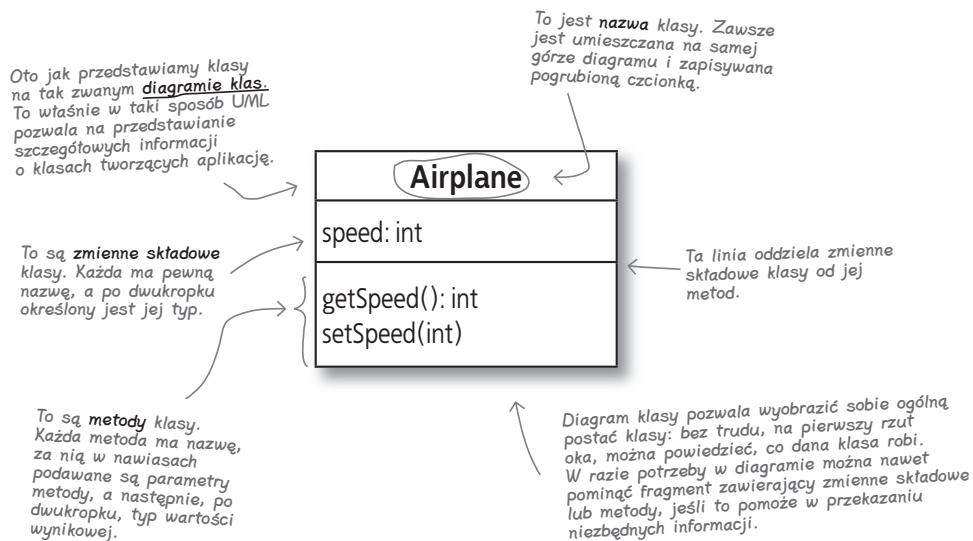 To jest nazwa klasy. Zawsze
jest umieszczana na samej
górze diagramu i zapisywana
pogrubioną czcionką.
Oto jak przedstawiamy klasy
na tak zwanym diagramie klas.
To właśnie w taki sposób UML
pozwala na przedstawianie
szczegółowych informacji
o klasach tworzących aplikację.
Airplane
speed: int
getSpeed(): int
setSpeed(int)
To są zmienne składowe
klasy. Każda ma pewną
nazwę, a po dwukropku
określony jest jej typ.
Ta linia oddziela zmienne
składowe klasy od jej
metod.
To są metody klasy.
Każda metoda ma nazwę,
za nią w nawiasach
podawane są parametry
metody, a następnie, po
dwukropku, typ wartości
wynikowej.
Diagram klasy pozwala wyobrazić sobie ogólną
postać klasy: bez trudu, na pierwszy rzut
oka, można powiedzieć, co dana klasa robi.
W razie potrzeby w diagramie można nawet
pominąć fragment zawierający zmienne składowe
lub metody, jeśli to pomoże w przekazaniu
niezbędnych informacji.